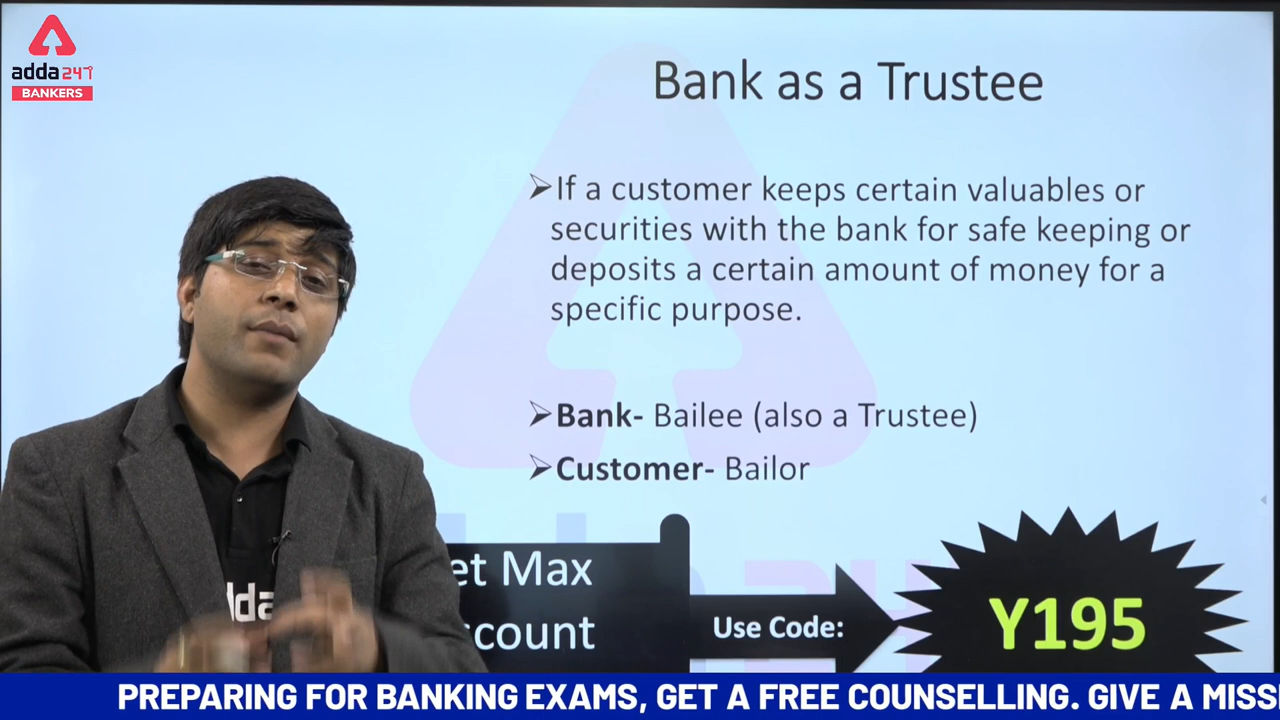 adda247
BANKERS
Bank as a Trustee
➢If a customer keeps certain valuables or
securities with the bank for safe keeping or
deposits a certain amount of money for a
specific purpose.
➢Bank- Bailee (also a Trustee)
➢Customer- Bailor
et Max
ccount
Use Code:
Y195
dda
PREPARING FOR BANKING EXAMS, GET A FREE COUNSELLING. GIVE A MISS